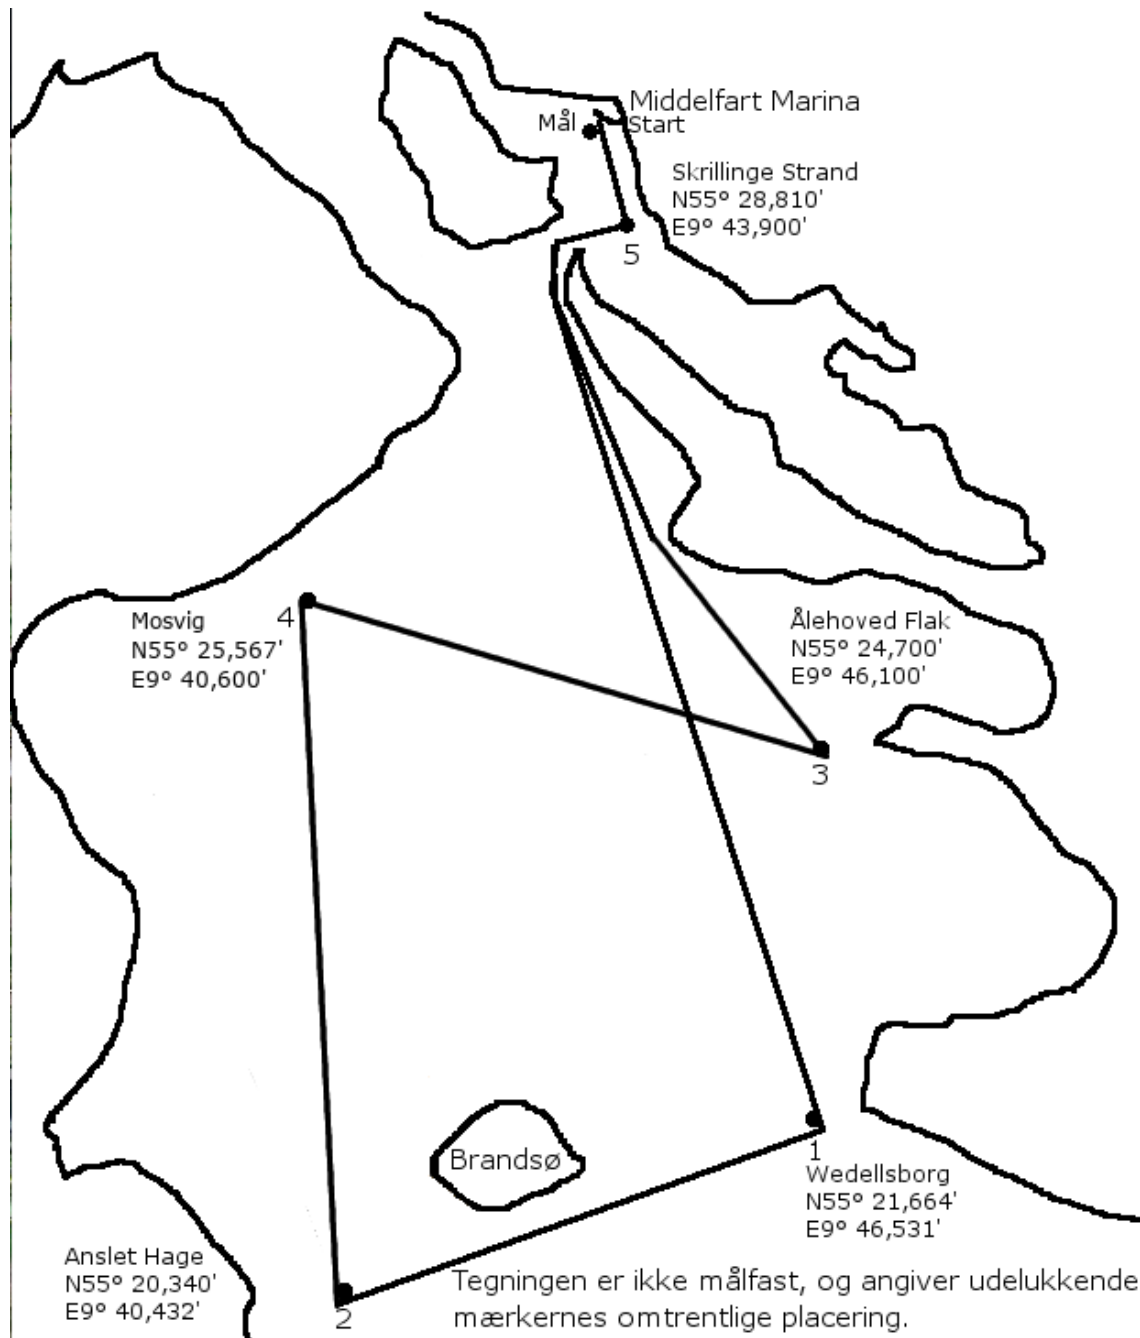 Middelfart Marina
Mål
Start
Skrillinge Strand
N55° 28,810'
E9° 43,900'
5
4
Mosvig
N55° 25,567'
E9° 40,600'
Ålehoved Flak
N55° 24,700'
E9° 46,100'
3
Brandsø
1
Wedellsborg
N55° 21,664'
E9° 46,531'
Anslet Hage
N55° 20,340'
E9° 40,432'
2
Tegningen er ikke målfast, og angiver udelukkende
mærkernes omtrentlige placering.